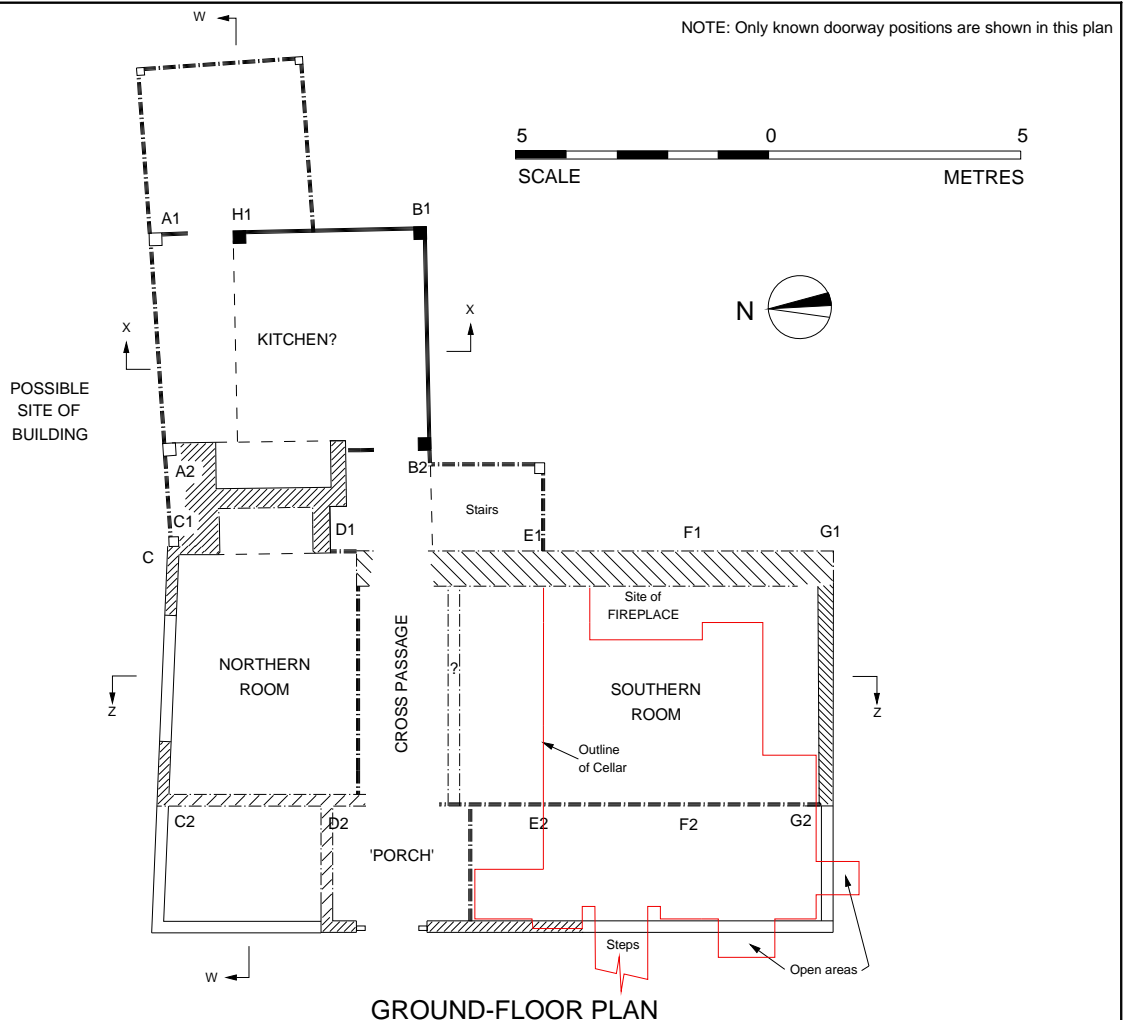 W
NOTE: Only known doorway positions are shown in this plan
5 0 5
SCALE METRES
A1 H1 B1
N
X X
KITCHEN?
POSSIBLE
SITE OF
BUILDING
A2 B2
Stairs
C1 D1 E1 F1 G1
C
Site of
FIREPLACE
CROSS PASSAGE
?
NORTHERN
ROOM
SOUTHERN
ROOM
Z Z
Outline
of Cellar
C2 D2 E2 F2 G2
'PORCH'
Steps
Open areas
W
GROUND-FLOOR PLAN